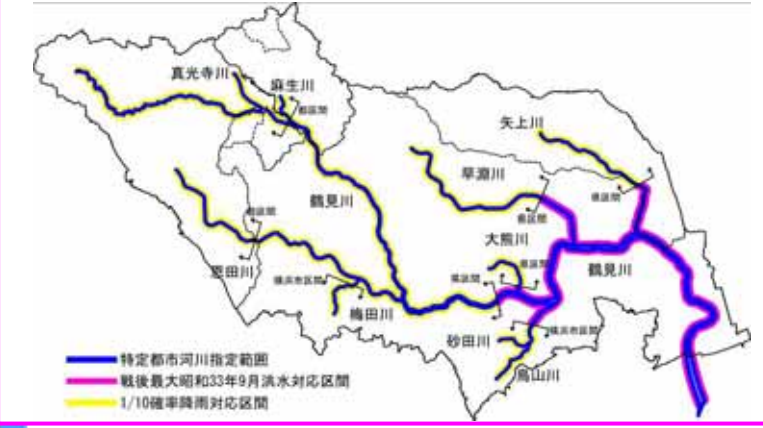 真光寺川
麻生川
都区間
矢上川
早淵川
県区間
鶴見川
県区間
都区間
大熊川
県区間
鶴見川
恩田川
横浜市区間
県区間
梅田川
砂田川
横浜市区間
鳥山川
特定都市河川指定範囲
戦後最大昭和33年9月洪水対応区間
1/10確率降雨対応区間